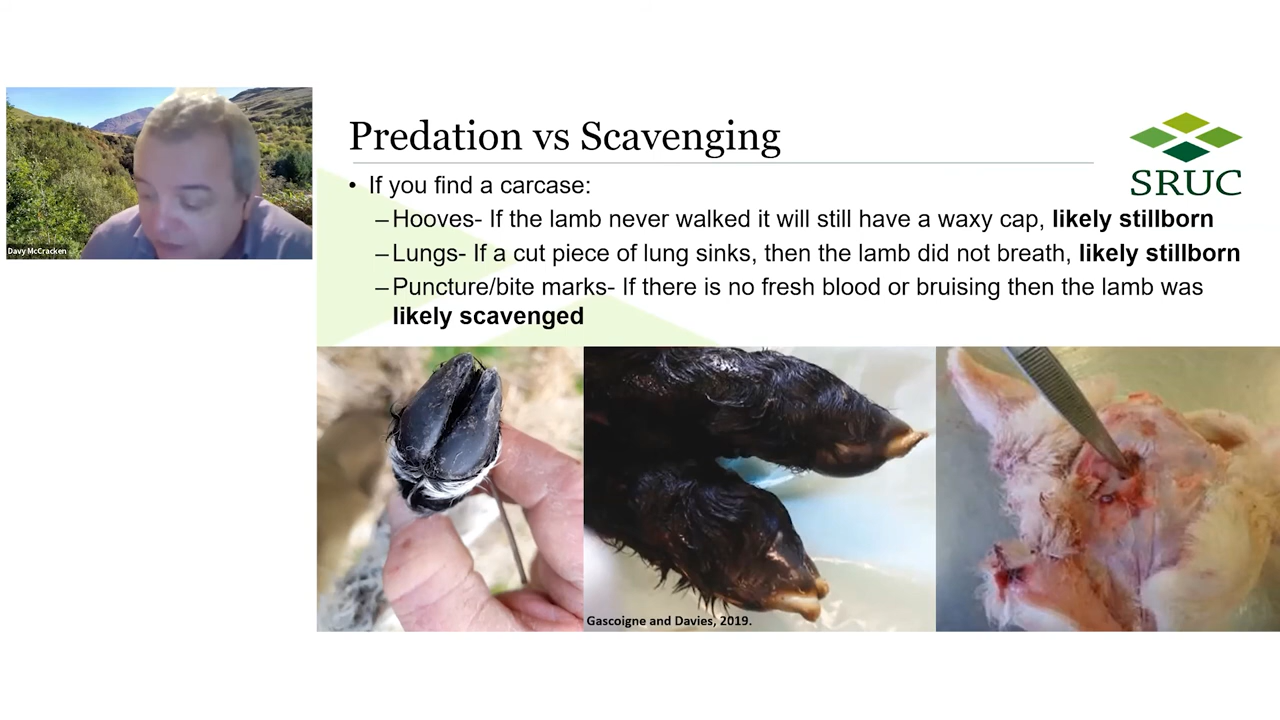 Davy McCracken
Predation vs Scavenging
SRUC
• If you find a carcase:
– Hooves- If the lamb never walked it will still have a waxy cap, likely stillborn
– Lungs- If a cut piece of lung sinks, then the lamb did not breath, likely stillborn
– Puncture/bite marks- If there is no fresh blood or bruising then the lamb was
likely scavenged
Gascoigne and Davies, 2019.